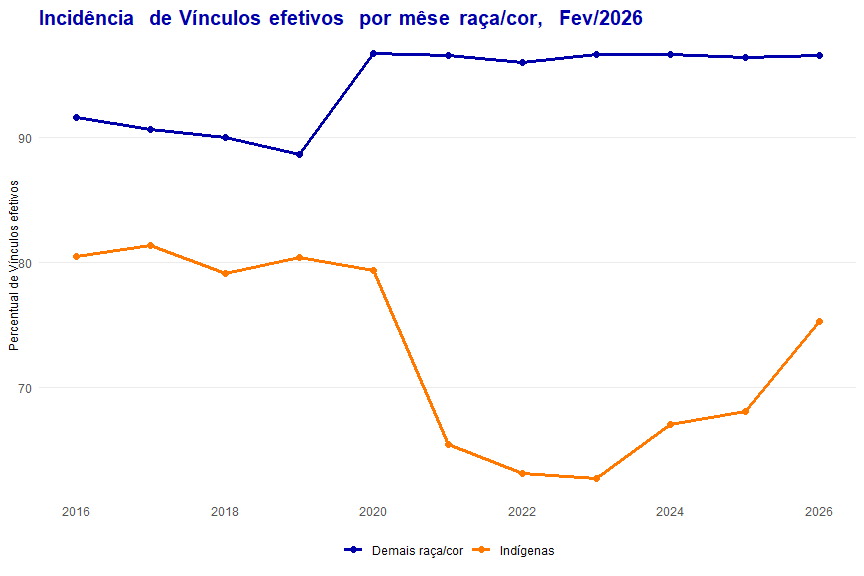 Incidência de Vínculos efetivos por mêse raça/cor, Fev/2026
Percentual de Vínculos efetivos
90
80
70
2016 2018 2020 2022 2024 2026
Demais raça/cor Indígenas